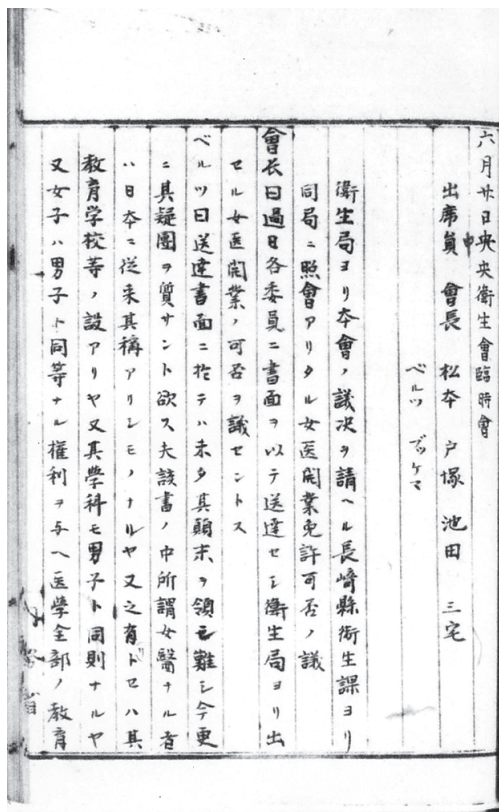 六月廿日央央衛生會臨時會
中
出席員 會長 松本 戸塚 池田 三宅
ベルツ ブッケマ
衛生局ヨリ本會ノ議决ヲ請ヘル長崎縣衛生課ヨリ
同局ニ照會アリタル女医開業免許可否ノ議
會长曰過日各委員ニ書面ヲ以テ送達セシ衛生局ヨリ出
セル女医開業ノ可否ヲ議セントス
ベルツ曰送達書面ニ於テハ未タ其顛末ヲ領シ難シ今更
ニ其疑團ヲ質サント欲ス夫該書ノ中所謂女醫ナル者
ハ日本ニ従来其稱アリシモノナルヤ又之有トセハ其
教育学校等ノ設アリヤ又其学科モ男子ト同則ナルヤ
又女子ハ男子ト同等ナル權利ヲ与ヘ医學全部ノ教育
省